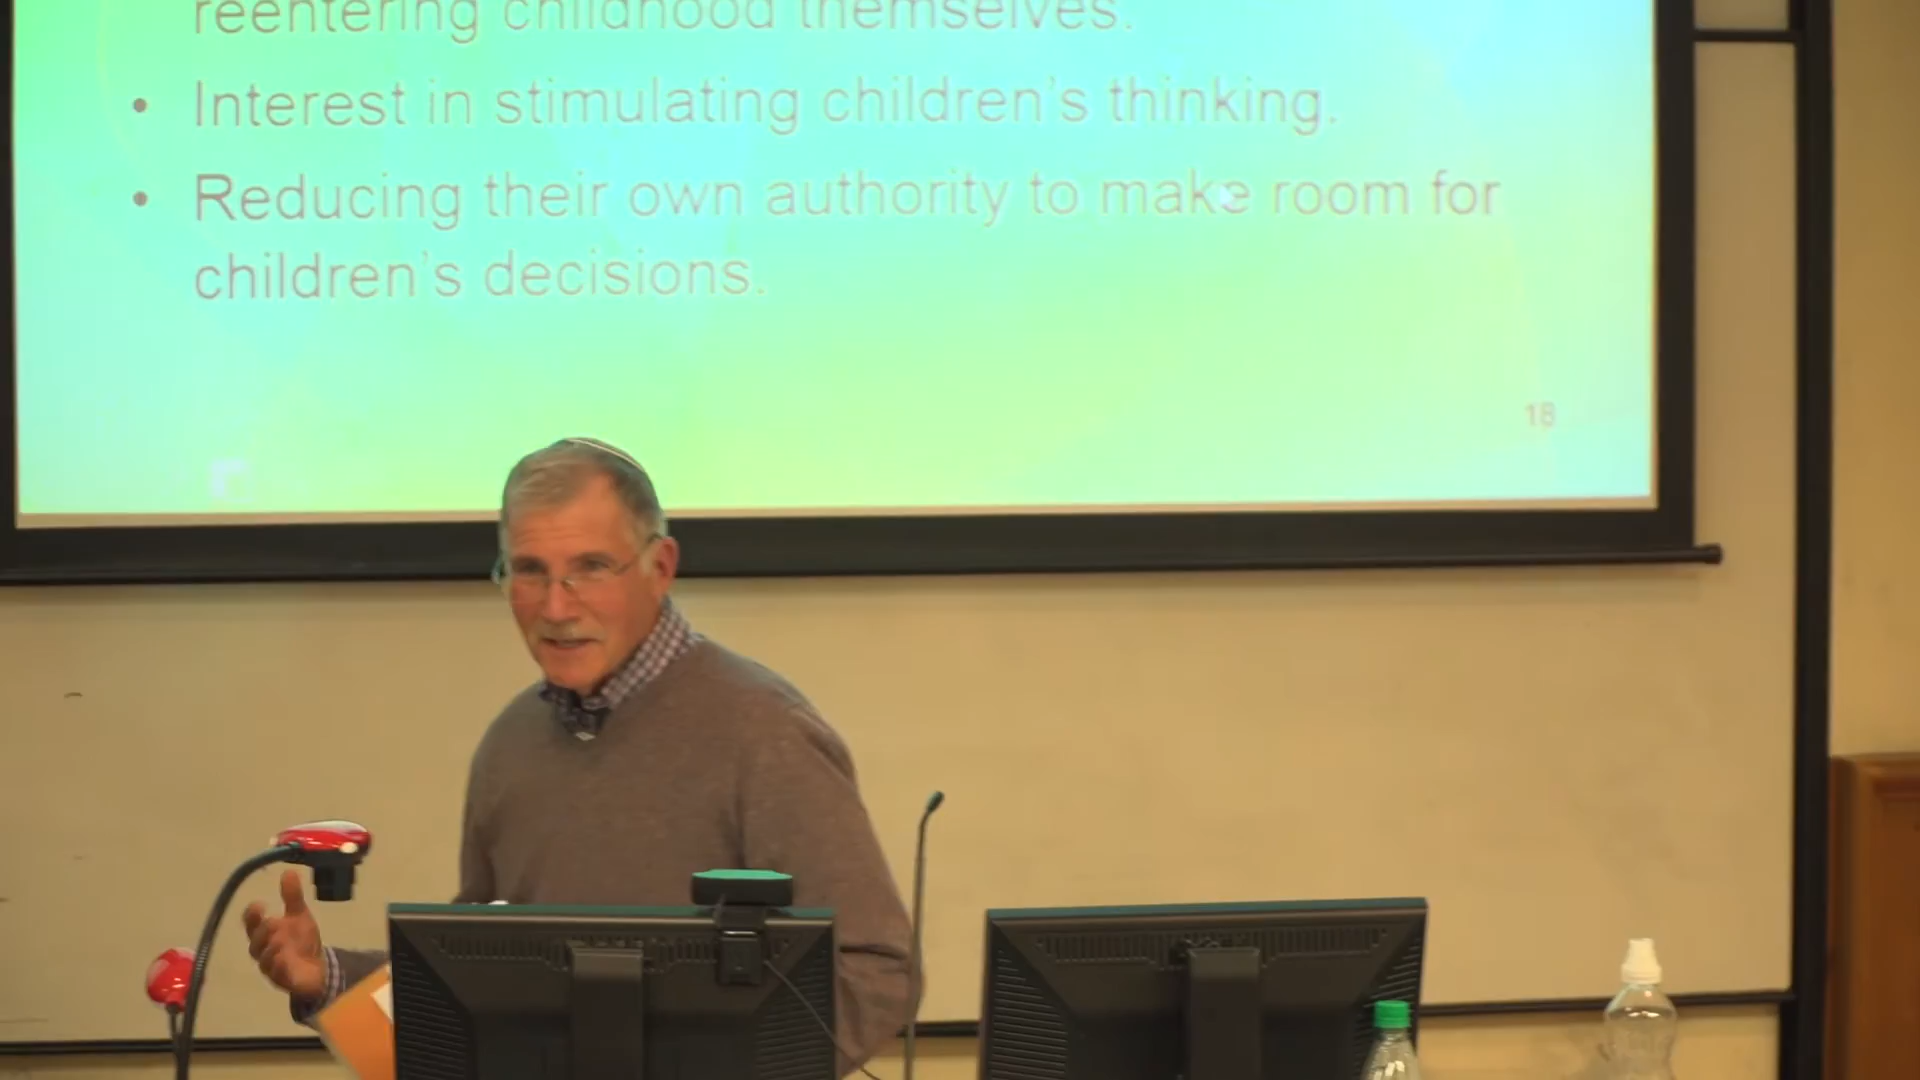 reentering childhood themselves.
• Interest in stimulating children's thinking.
• Reducing their own authority to make room for
children's decisions.
18